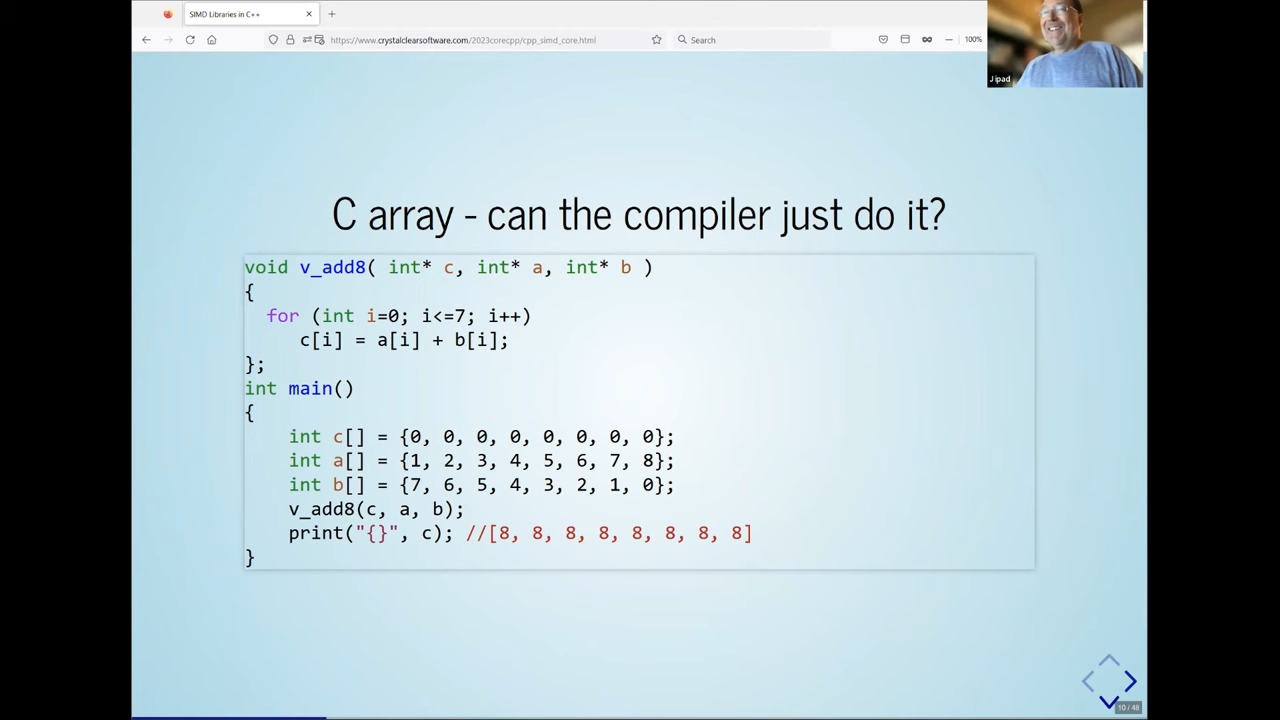 SIMD Libraries in C++
https://www.crystalclearsoftware.com/2023corecpp/cpp_simd_core.html
Search
100%
J ipad
C array - can the compiler just do it?
void v_add8( int* c, int* a, int* b )
{
for (int i=0; i<=7; i++)
c[i] = a[i] + b[i];
};
int main()
{
int c[] = {0, 0, 0, 0, 0, 0, 0, 0};
int a[] = {1, 2, 3, 4, 5, 6, 7, 8};
int b[] = {7, 6, 5, 4, 3, 2, 1, 0};
v_add8(c, a, b);
print("{}", c); //[8, 8, 8, 8, 8, 8, 8, 8]
}
10 / 48